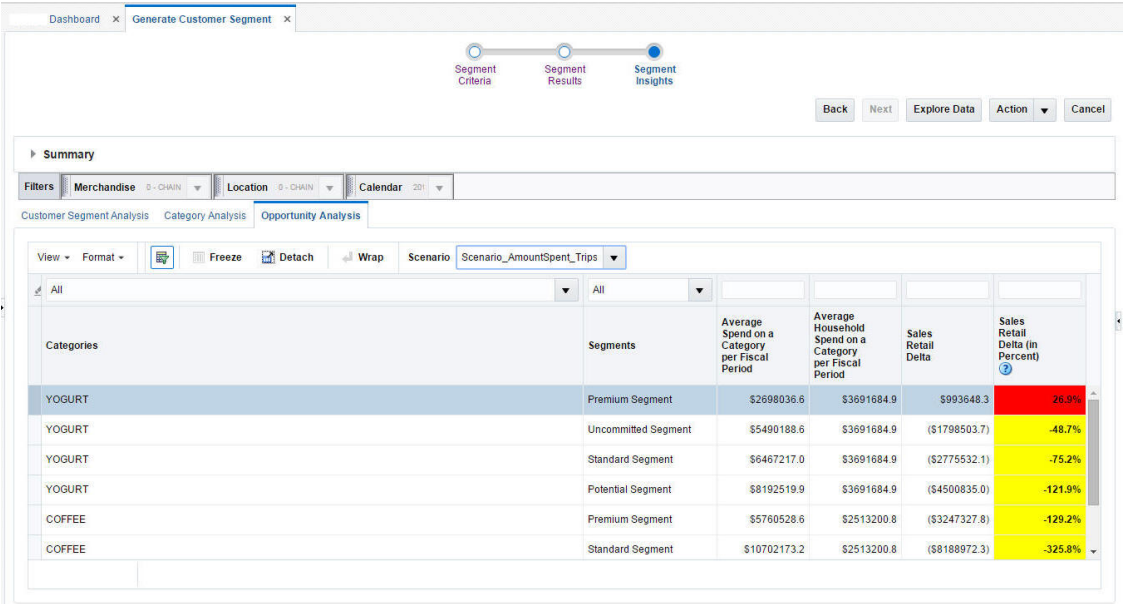 Dashboard × Generate Customer Segment ×
Segment Criteria
Segment Results
Segment Insights
Back Next Explore Data Action Cancel
Summary
Filters Merchandise 0 - CHAIN Location 0 - CHAIN Calendar 201
Customer Segment Analysis Category Analysis Opportunity Analysis
View Format Freeze Detach Wrap Scenario Scenario_AmountSpent_Trips
All All
Categories Segments Average Spend on a Category per Fiscal Period Average Household Spend on a Category per Fiscal Period Sales Retail Delta Sales Retail Delta (in Percent) ?
YOGURT Premium Segment $2698036.6 $3691684.9 $993648.3 26.9%
YOGURT Uncommitted Segment $5490188.6 $3691684.9 ($1798503.7) -48.7%
YOGURT Standard Segment $6467217.0 $3691684.9 ($2775532.1) -75.2%
YOGURT Potential Segment $8192519.9 $3691684.9 ($4500835.0) -121.9%
COFFEE Premium Segment $5760528.6 $2513200.8 ($3247327.8) -129.2%
COFFEE Standard Segment $10702173.2 $2513200.8 ($8188972.3) -325.8%